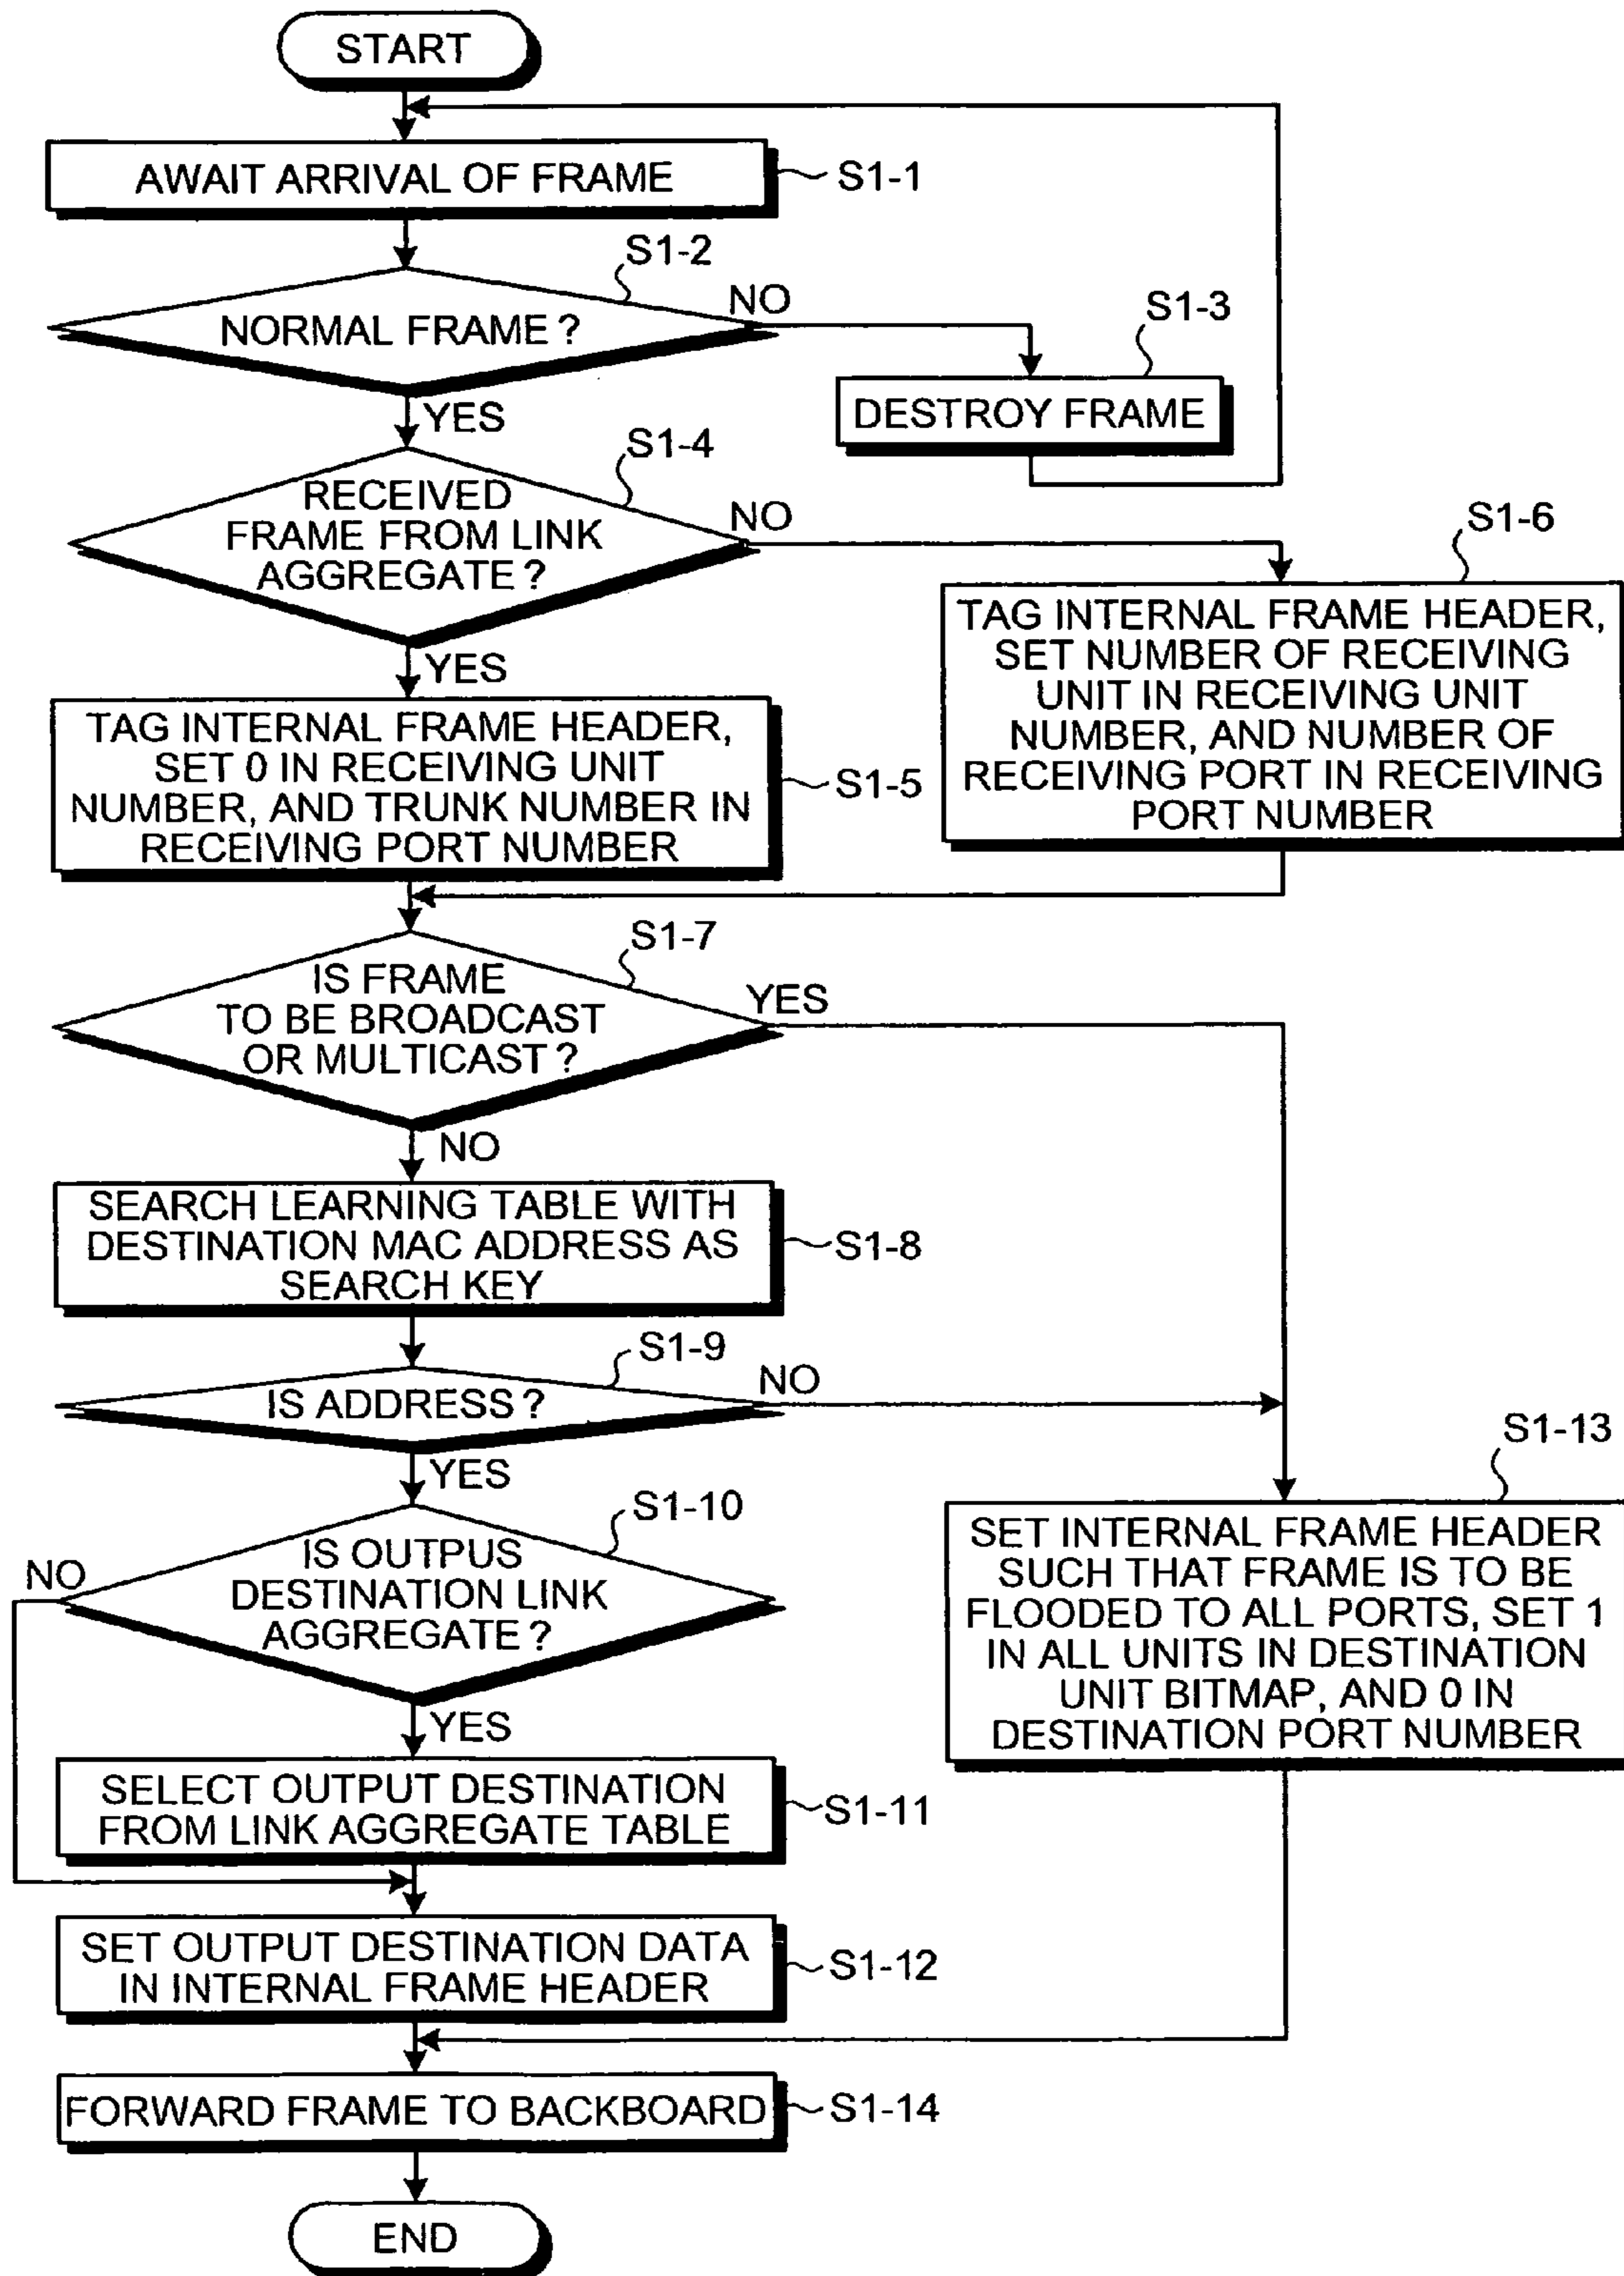 START
AWAIT ARRIVAL OF FRAME
S1-1
S1-2
NORMAL FRAME?
NO
S1-3
DESTROY FRAME
YES
S1-4
RECEIVED
FRAME FROM LINK
AGGREGATE?
NO
S1-6
TAG INTERNAL FRAME HEADER,
SET NUMBER OF RECEIVING
UNIT IN RECEIVING UNIT
NUMBER, AND NUMBER OF
RECEIVING PORT IN RECEIVING
PORT NUMBER
YES
TAG INTERNAL FRAME HEADER,
SET 0 IN RECEIVING UNIT
NUMBER, AND TRUNK NUMBER IN
RECEIVING PORT NUMBER
S1-5
S1-7
IS FRAME
TO BE BROADCAST
OR MULTICAST?
YES
NO
SEARCH LEARNING TABLE WITH
DESTINATION MAC ADDRESS AS
SEARCH KEY
S1-8
S1-9
IS ADDRESS?
NO
YES
S1-10
IS OUTPUS
DESTINATION LINK
AGGREGATE?
NO
YES
S1-13
SET INTERNAL FRAME HEADER
SUCH THAT FRAME IS TO BE
FLOODED TO ALL PORTS, SET 1
IN ALL UNITS IN DESTINATION
UNIT BITMAP, AND 0 IN
DESTINATION PORT NUMBER
SELECT OUTPUT DESTINATION
FROM LINK AGGREGATE TABLE
S1-11
SET OUTPUT DESTINATION DATA
IN INTERNAL FRAME HEADER
S1-12
FORWARD FRAME TO BACKBOARD
S1-14
END